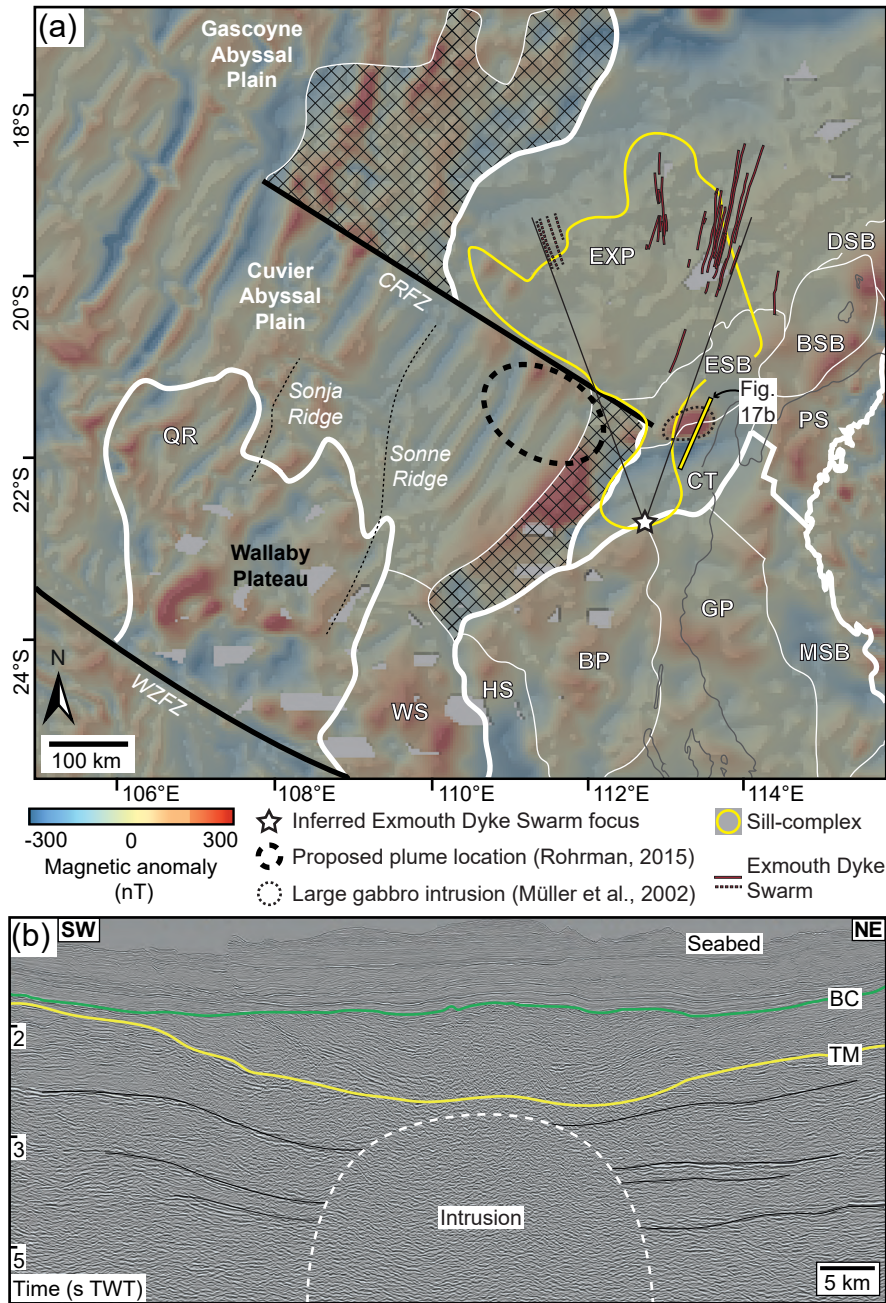 (a)
Gascoyne
Abyssal
Plain
18°S
DSB
EXP
20°S
Cuvier
Abyssal
Plain
CRFZ
BSB
ESB
Fig.
17b
Sonja
Ridge
PS
QR
Sonne
Ridge
22°S
CT
Wallaby
Plateau
GP
24°S
BP
MSB
N
WZFZ
HS
WS
100 km
106°E
108°E
110°E
112°E
114°E
-300
0
300
Magnetic anomaly
(nT)
Inferred Exmouth Dyke Swarm focus
Proposed plume location (Rohrman, 2015)
Large gabbro intrusion (Müller et al., 2002)
Sill-complex
Exmouth Dyke
Swarm
(b)
SW
NE
Seabed
BC
2
TM
3
Intrusion
5
Time (s TWT)
5 km